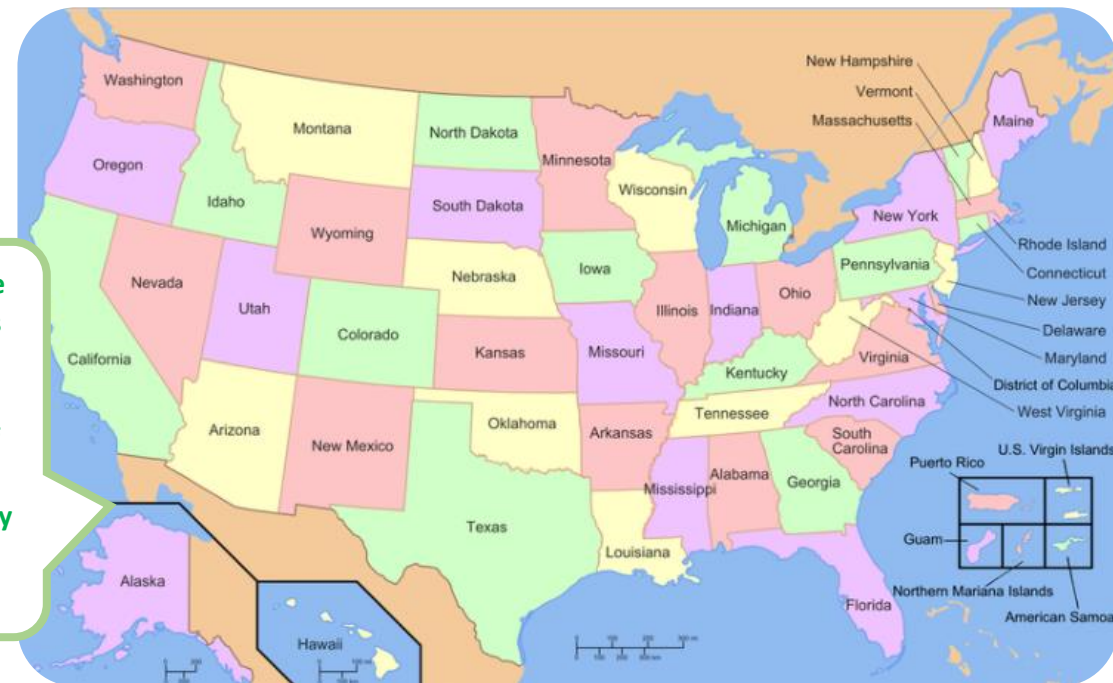 New Hampshire
Vermont
Massachusetts
Washington
Montana
North Dakota
Minnesota
Maine
Oregon
Idaho
Wisconsin
South Dakota
Michigan
New York
Wyoming
Rhode Island
Pennsylvania
Iowa
Nebraska
Connecticut
Nevada
Utah
Ohio
Illinois
Indiana
New Jersey
Colorado
Delaware
California
Kansas
Missouri
Virginia
Maryland
Kentucky
District of Columbia
North Carolina
Tennessee
West Virginia
Oklahoma
Arizona
Arkansas
New Mexico
South
Carolina
U.S. Virgin Islands
Puerto Rico
Alabama
Georgia
Mississippi
Texas
Guam
Louisiana
Alaska
Northern Mariana Islands
Florida
American Samoa
Hawaii